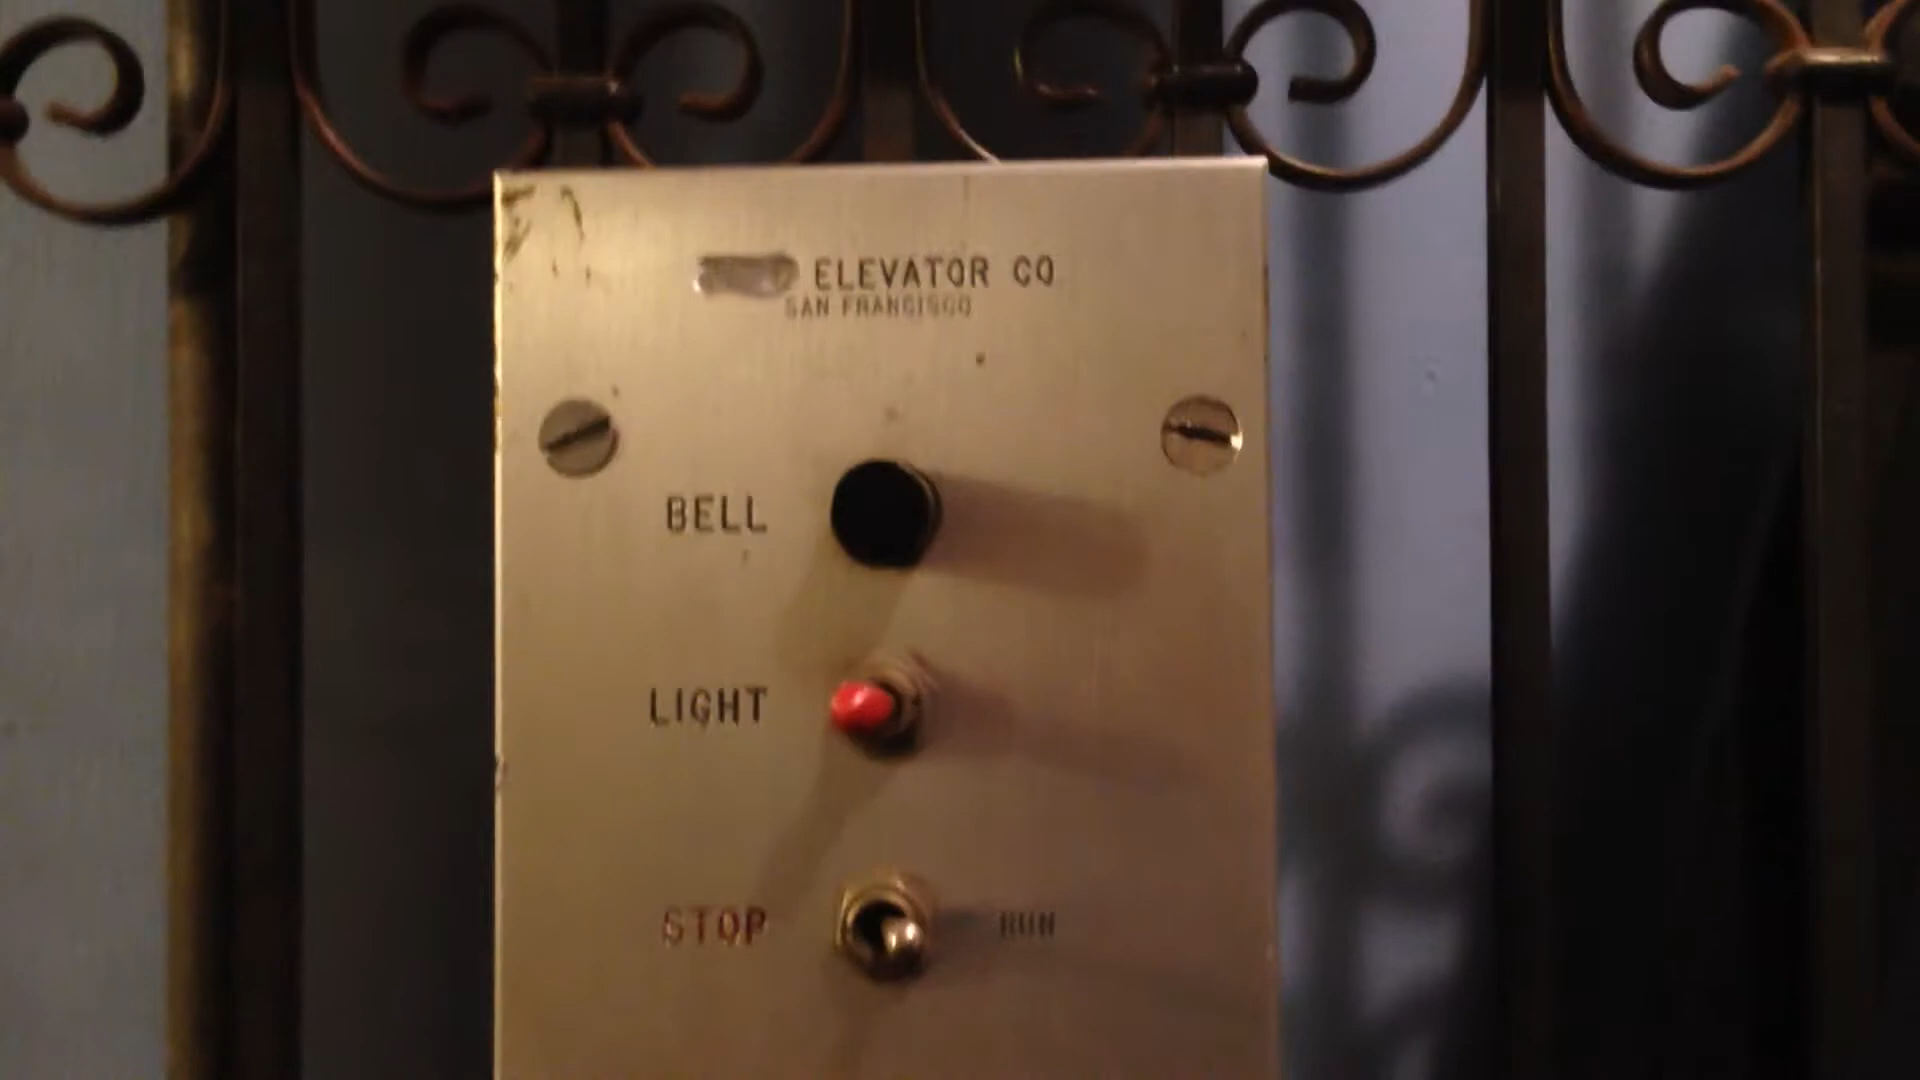 ELEVATOR CO
SAN FRANCISCO
BELL
LIGHT
STOP RUN